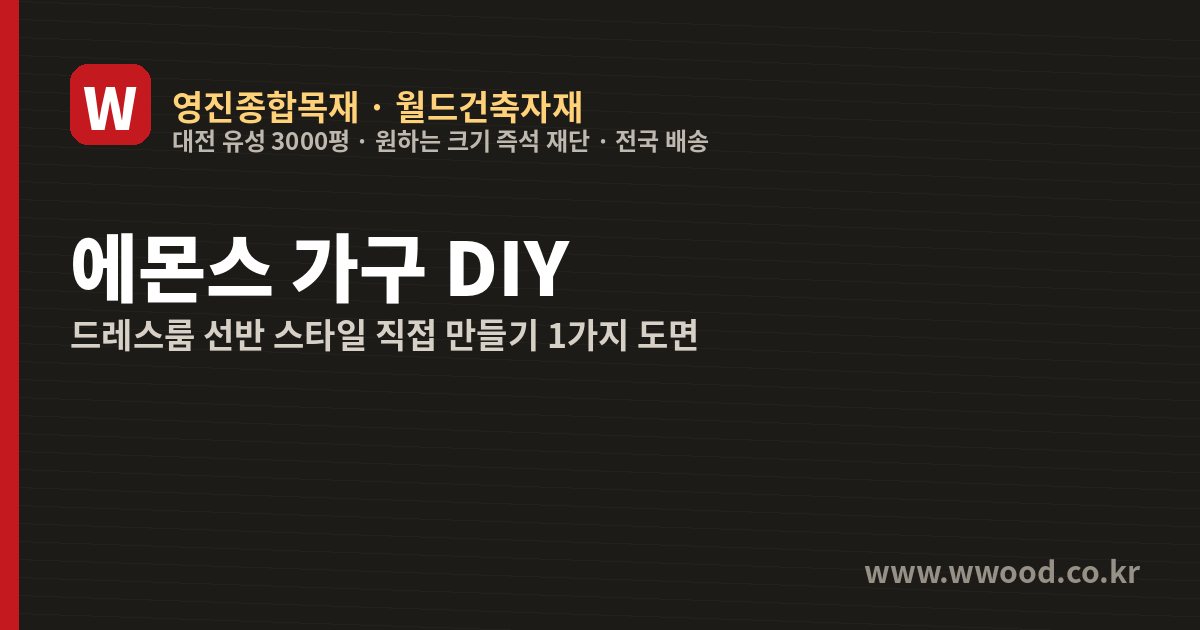 W
영진종합목재 · 월드건축자재
대전 유성 3000평 · 원하는 크기 즉석 재단 · 전국 배송
에몬스 가구 DIY
드레스룸 선반 스타일 직접 만들기 1가지 도면
www.wwood.co.kr